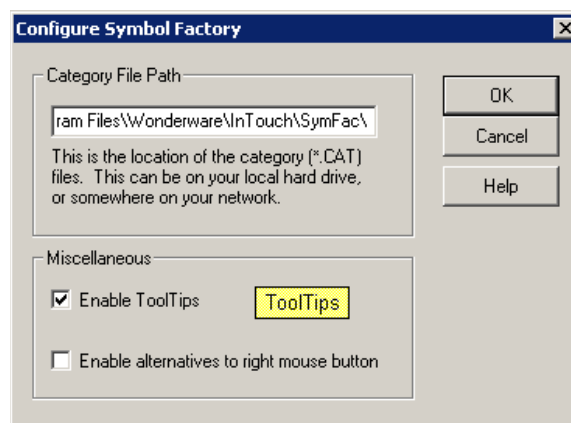 Configure Symbol Factory
Category File Path
ram Files\Wonderware\InTouch\SymFac\
This is the location of the category (*.CAT)
files. This can be on your local hard drive,
or somewhere on your network.
OK
Cancel
Help
Miscellaneous
Enable ToolTips
ToolTips
Enable alternatives to right mouse button